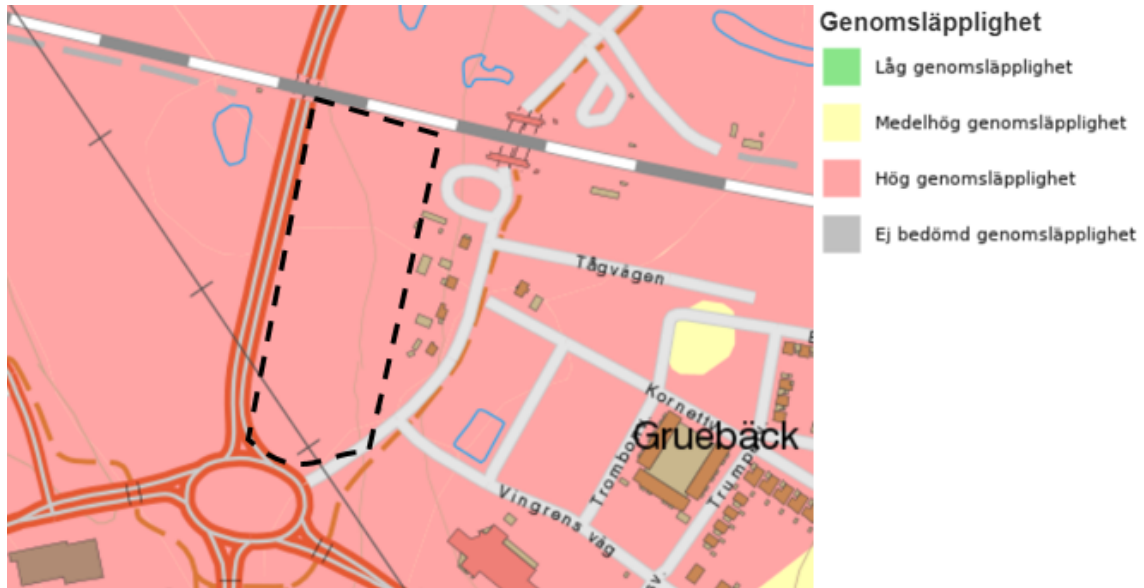 Genomsläpplighet
Låg genomsläpplighet
Medelhög genomsläpplighet
Hög genomsläpplighet
Ej bedömd genomsläpplighet
Tågvägen
Gruebäck
Vingrens väg